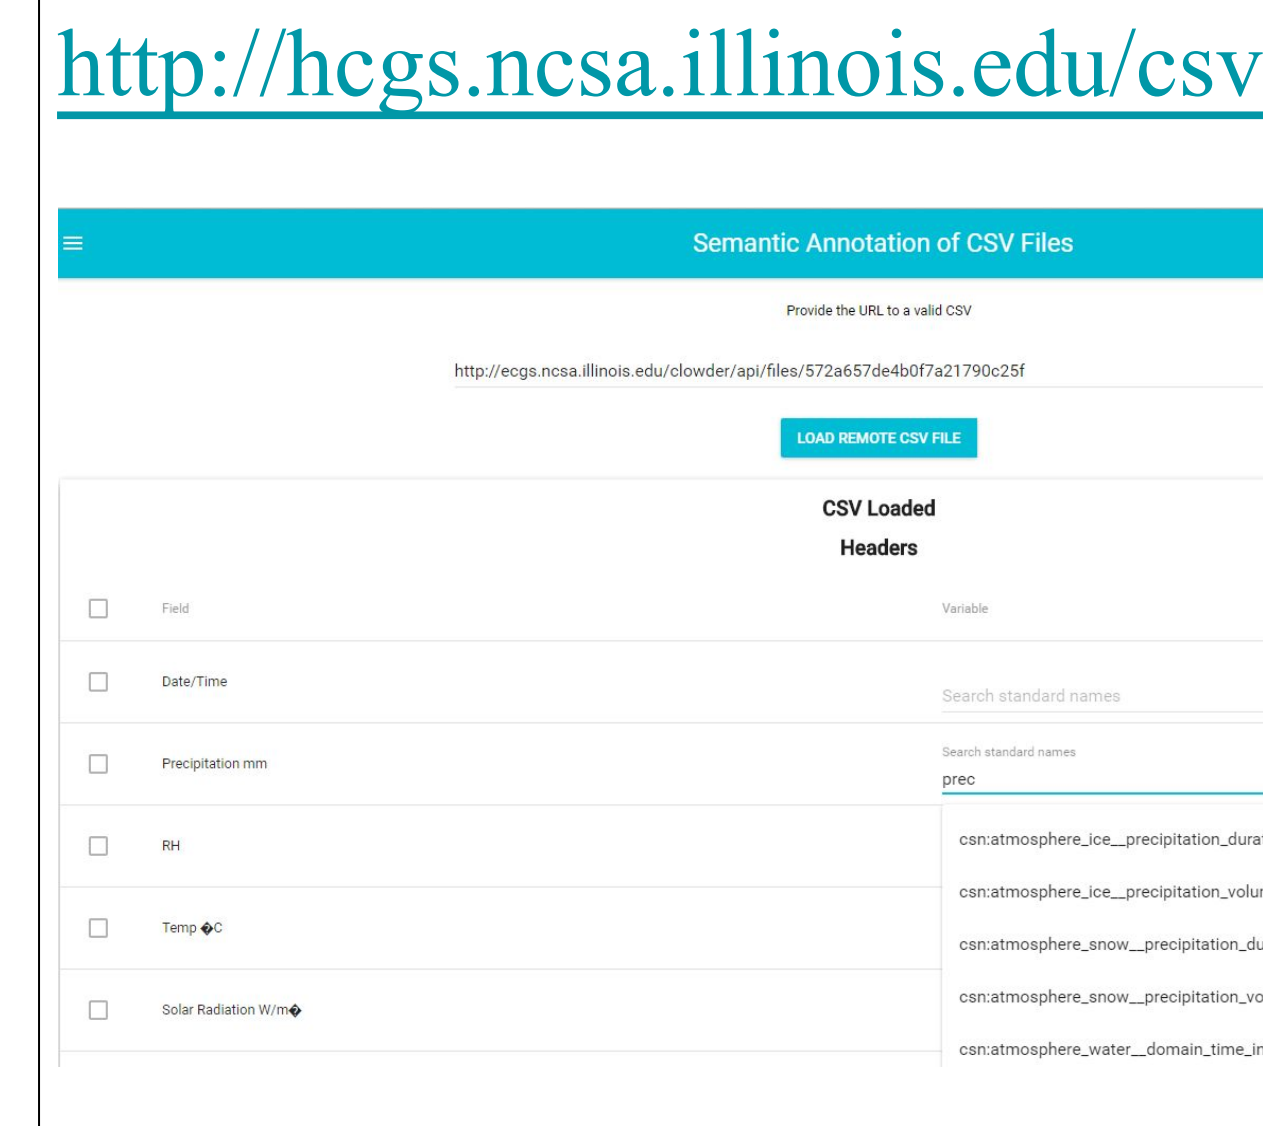 http://hcgs.ncsa.illinois.edu/csv
Semantic Annotation of CSV Files
Provide the URL to a valid CSV
http://ecgs.ncsa.illinois.edu/clowder/api/files/572a657de4b0f7a21790c25f
LOAD REMOTE CSV FILE
CSV Loaded
Headers
Field Variable
Date/Time Search standard names
Precipitation mm Search standard names
prec
RH csn:atmosphere_ice__precipitation_dura
csn:atmosphere_ice__precipitation_volu
Temp �C csn:atmosphere_snow__precipitation_du
Solar Radiation W/m� csn:atmosphere_snow__precipitation_vo
csn:atmosphere_water__domain_time_in